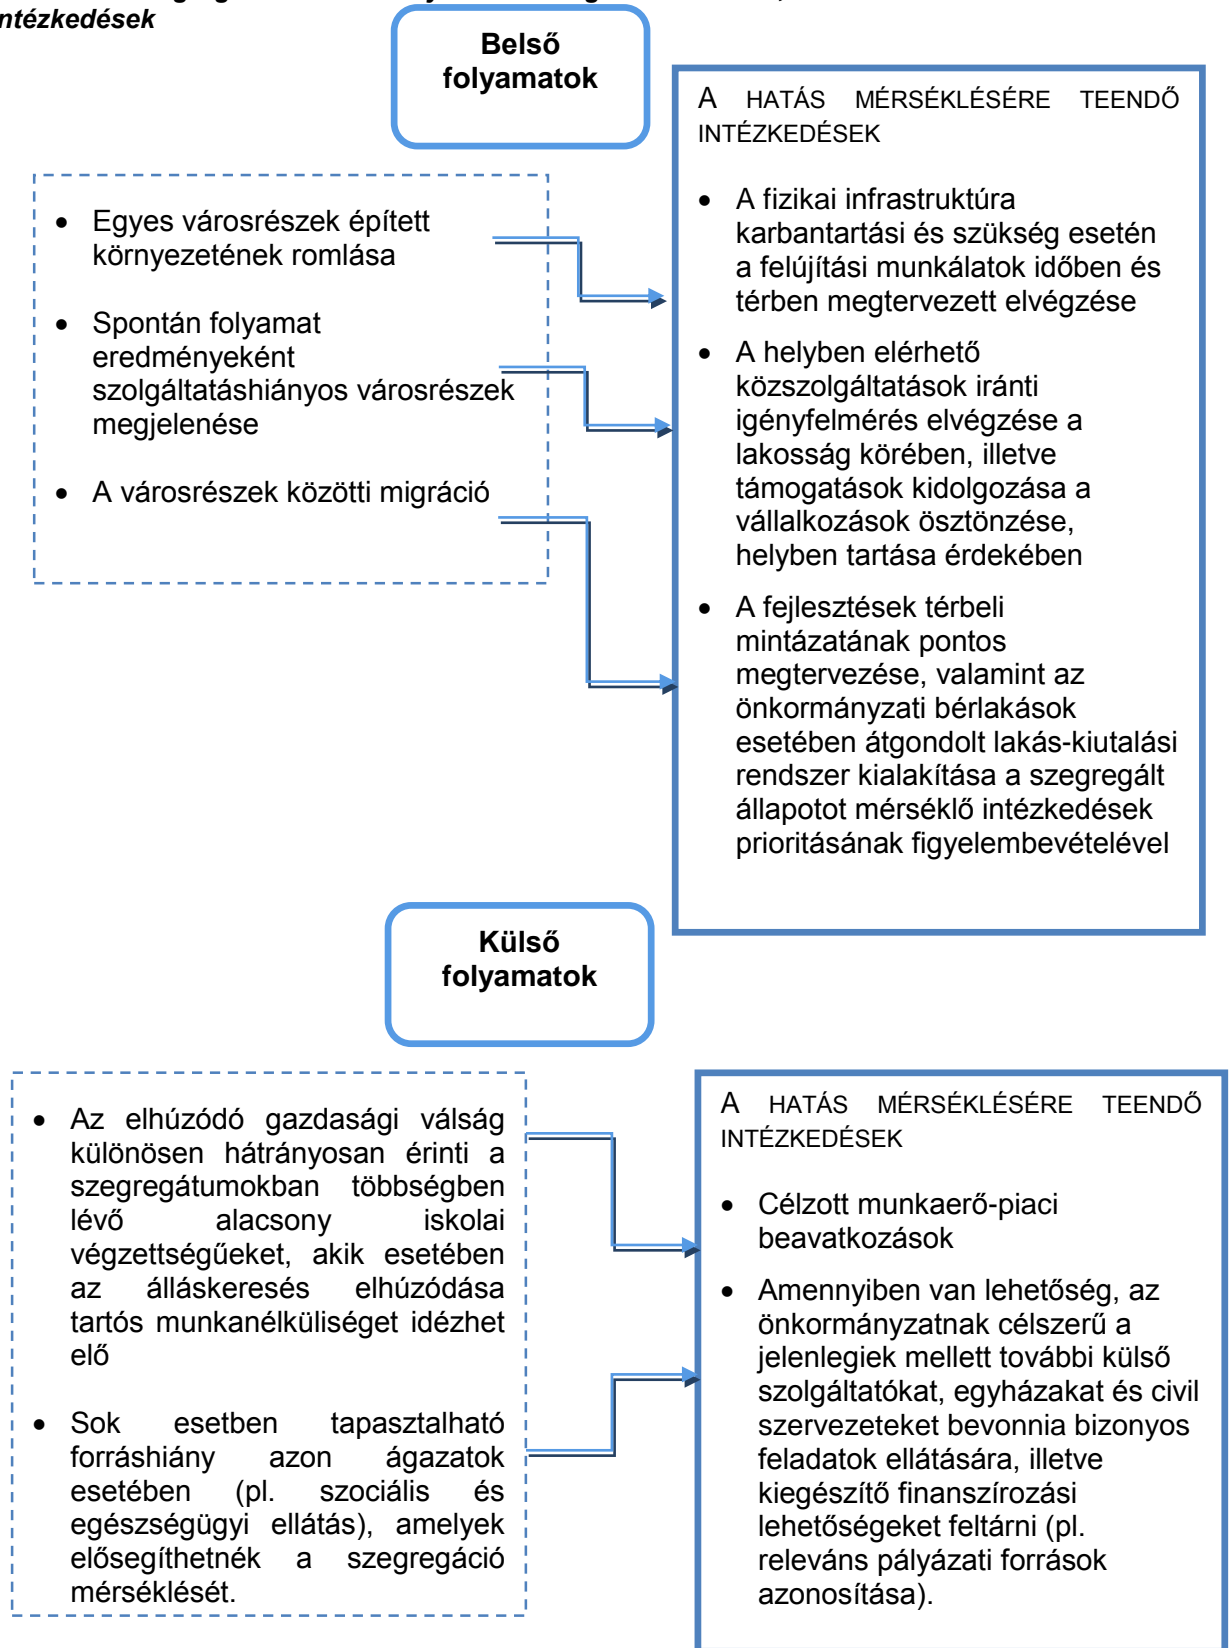 intézkedések
Belső
folyamatok
A HATÁS MÉRSÉKLÉSÉRE TEENDŐ
INTÉZKEDÉSEK
• Egyes városrészek épített
környezetének romlása
• Spontán folyamat
eredményeként
szolgáltatáshiányos városrészek
megjelenése
• A városrészek közötti migráció
• A fizikai infrastruktúra
karbantartási és szükség esetén
a felújítási munkálatok időben és
térben megtervezett elvégzése
• A helyben elérhető
közszolgáltatások iránti
igényfelmérés elvégzése a
lakosság körében, illetve
támogatások kidolgozása a
vállalkozások ösztönzése,
helyben tartása érdekében
• A fejlesztések térbeli
mintázatának pontos
megtervezése, valamint az
önkormányzati bérlakások
esetében átgondolt lakás-kiutalási
rendszer kialakítása a szegregált
állapotot mérséklő intézkedések
prioritásának figyelembevételével
Külső
folyamatok
• Az elhúzódó gazdasági válság
különösen hátrányosan érinti a
szegregátumokban többségben
lévő alacsony iskolai
végzettségűeket, akik esetében
az álláskeresés elhúzódása
tartós munkanélküliséget idézhet
elő
• Sok esetben tapasztalható
forráshiány azon ágazatok
esetében (pl. szociális és
egészségügyi ellátás), amelyek
elősegíthetnék a szegregáció
mérséklését.
A HATÁS MÉRSÉKLÉSÉRE TEENDŐ
INTÉZKEDÉSEK
• Célzott munkaerő-piaci
beavatkozások
• Amennyiben van lehetőség, az
önkormányzatnak célszerű a
jelenlegiek mellett további külső
szolgáltatókat, egyházakat és civil
szervezeteket bevonnia bizonyos
feladatok ellátására, illetve
kiegészítő finanszírozási
lehetőségeket feltárni (pl.
releváns pályázati források
azonosítása).